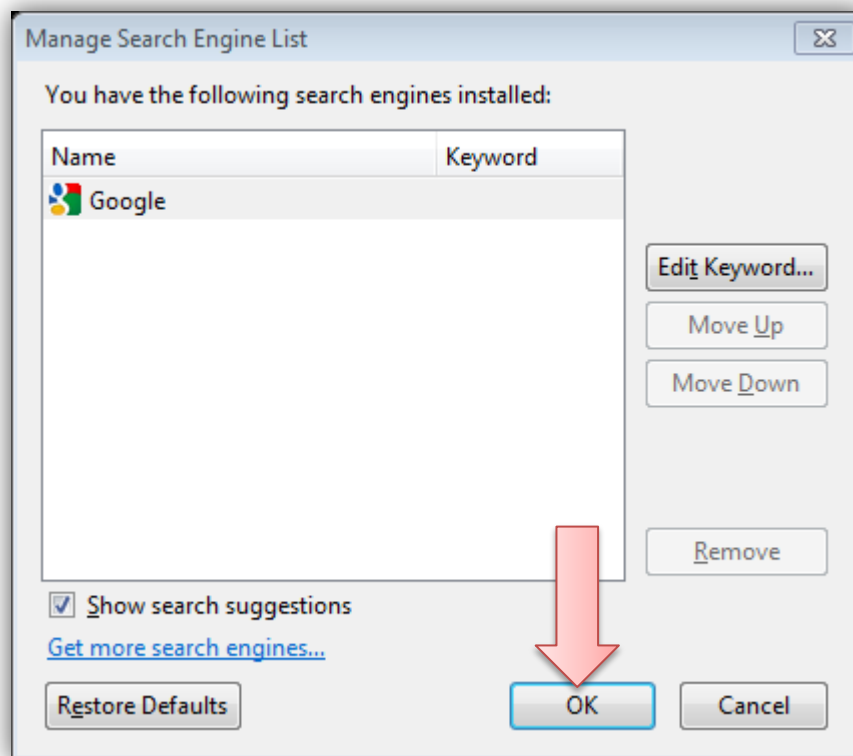 Manage Search Engine List
You have the following search engines installed:
Name Keyword
Google
Edit Keyword...
Move Up
Move Down
Remove
Show search suggestions
Get more search engines...
Restore Defaults OK Cancel